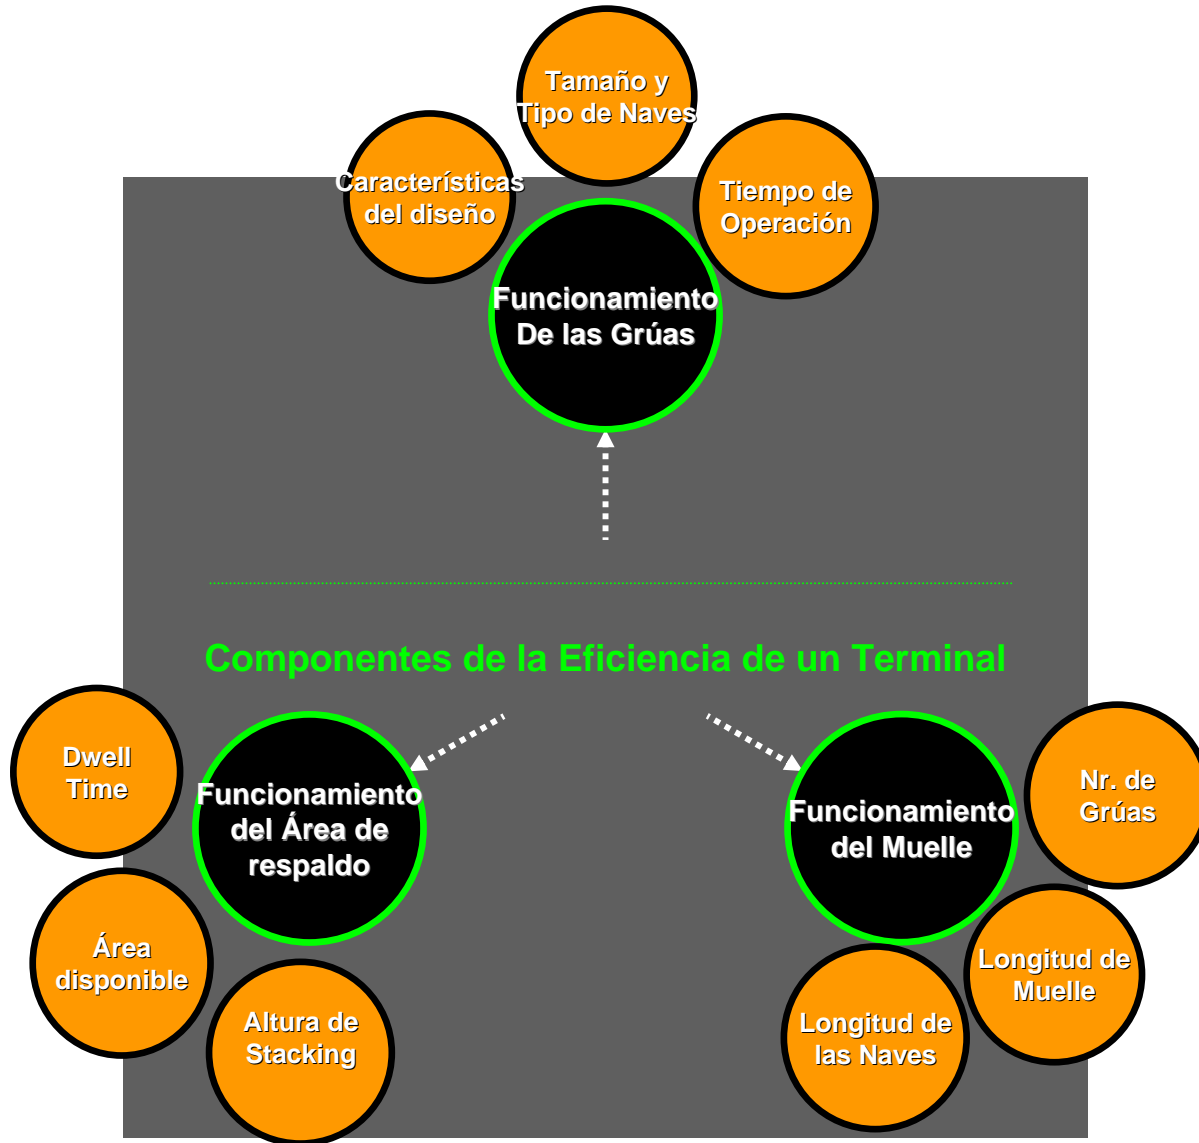 Tamaño y
Tipo de Naves
Características
del diseño
Tiempo de
Operación
Funcionamiento
De las Grúas
Componentes de la Eficiencia de un Terminal
Dwell
Time
Funcionamiento
del Área de
respaldo
Área
disponible
Altura de
Stacking
Funcionamiento
del Muelle
Nr. de
Grúas
Longitud de
Muelle
Longitud de
las Naves